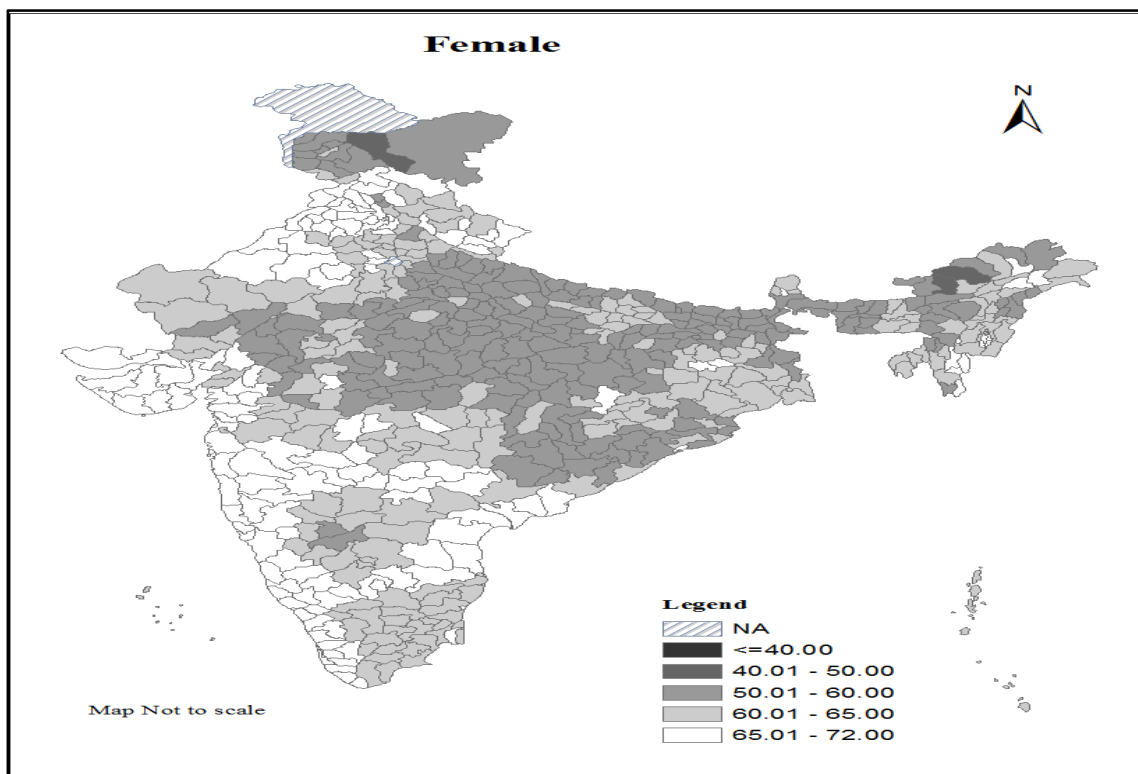 Female
N
Legend
NA
<=40.00
40.01 - 50.00
50.01 - 60.00
60.01 - 65.00
65.01 - 72.00
Map Not to scale